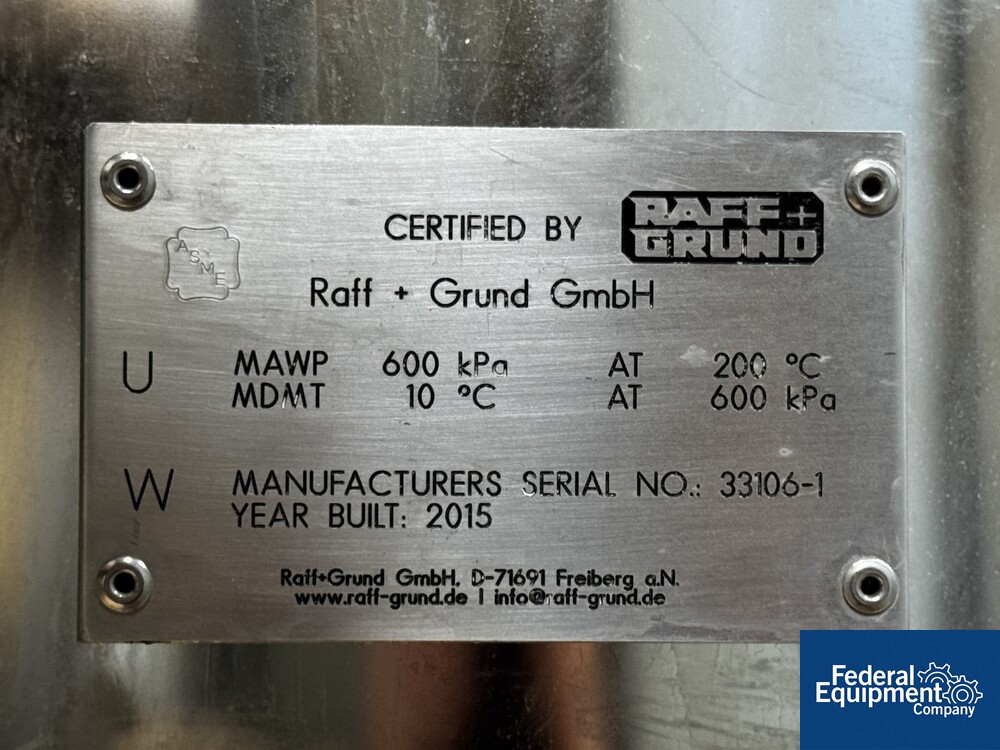 CERTIFIED BY
RAFF+
GRUND
ASME
Raff + Grund GmbH
U
MAWP 600 kPa AT 200 °C
MDMT 10 °C AT 600 kPa
W
MANUFACTURERS SERIAL NO.: 33106-1
YEAR BUILT: 2015
Raff+Grund GmbH, D-71691 Freiberg a.N.
www.raff-grund.de | info@raff-grund.de
Federal
Equipment
Company